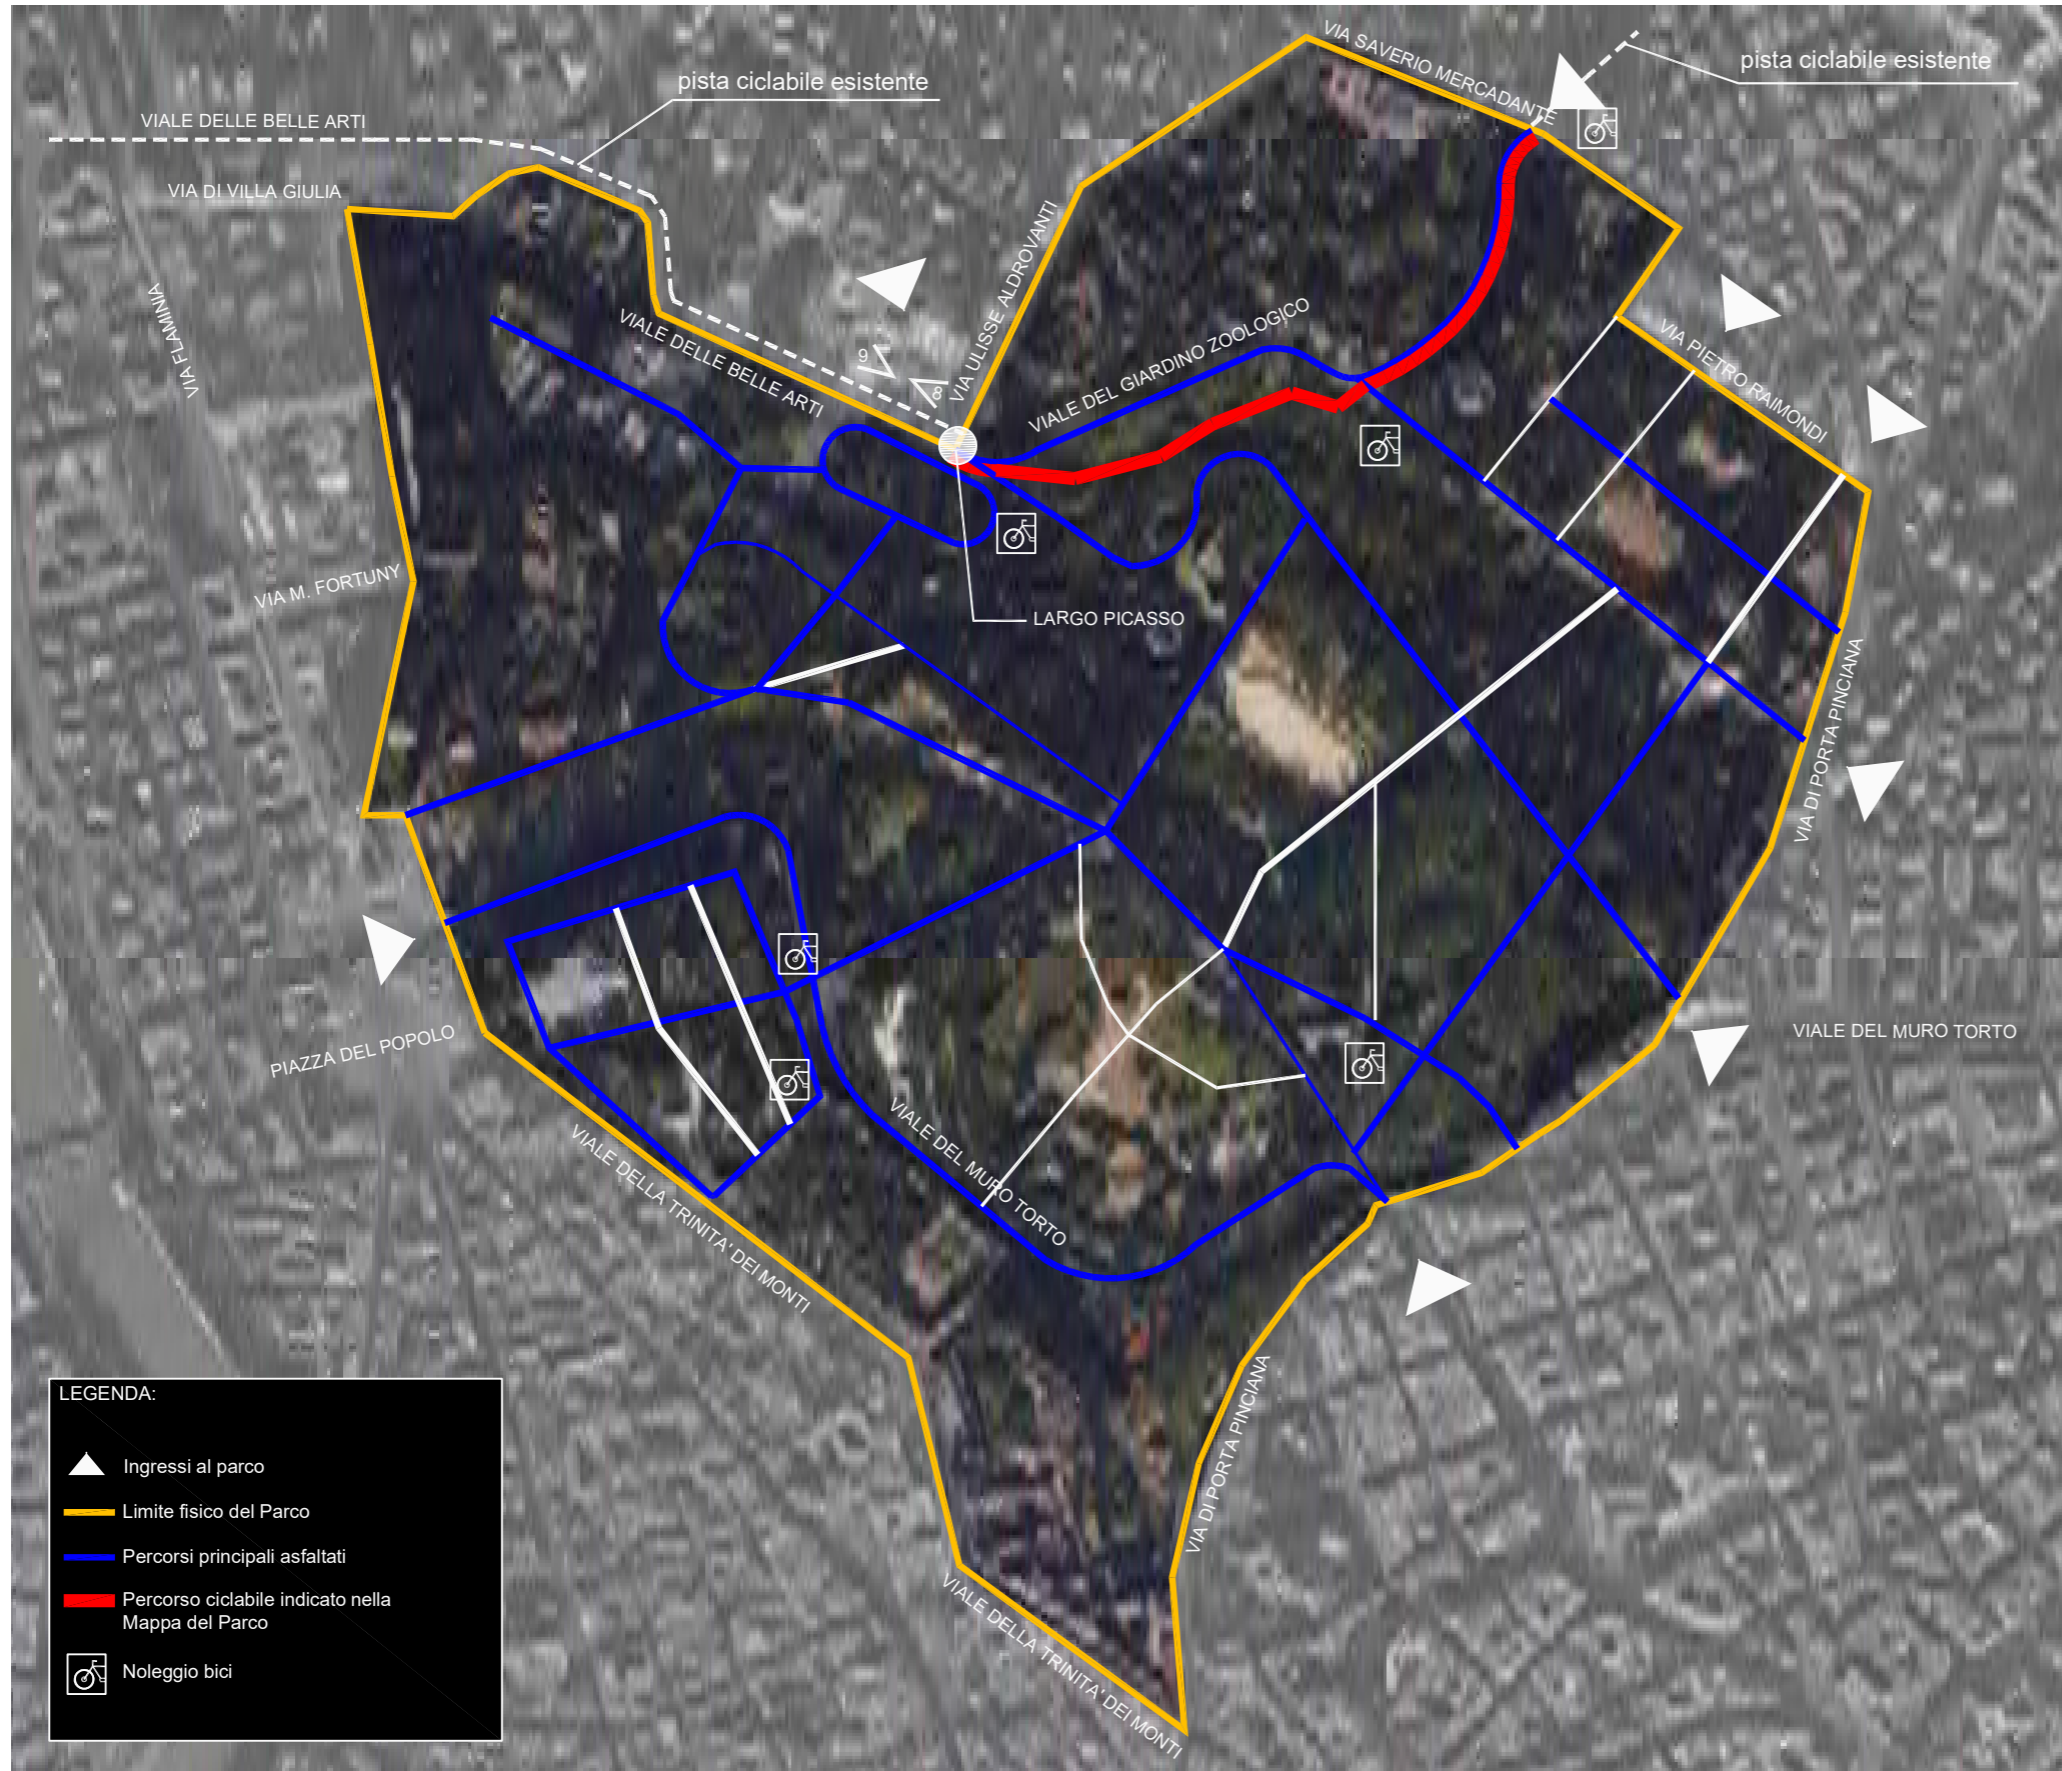 VIA SAVERIO MERCADANTE
pista ciclabile esistente
pista ciclabile esistente
VIALE DELLE BELLE ARTI
VIA DI VILLA GIULIA
VIA FLAMINIA
VIALE DELLE BELLE ARTI
9
8
VIA ULISSE ALDROVANTI
VIALE DEL GIARDINO ZOOLOGICO
VIA PIETRO RAIMONDI
VIA M. FORTUNY
LARGO PICASSO
VIA DI PORTA PINCIANA
PIAZZA DEL POPOLO
VIALE DEL MURO TORTO
VIALE DEL MURO TORTO
VIALE DELLA TRINITA' DEI MONTI
VIA DI PORTA PINCIANA
VIALE DELLA TRINITA' DEI MONTI
LEGENDA:
Ingressi al parco
Limite fisico del Parco
Percorsi principali asfaltati
Percorso ciclabile indicato nella
Mappa del Parco
Noleggio bici